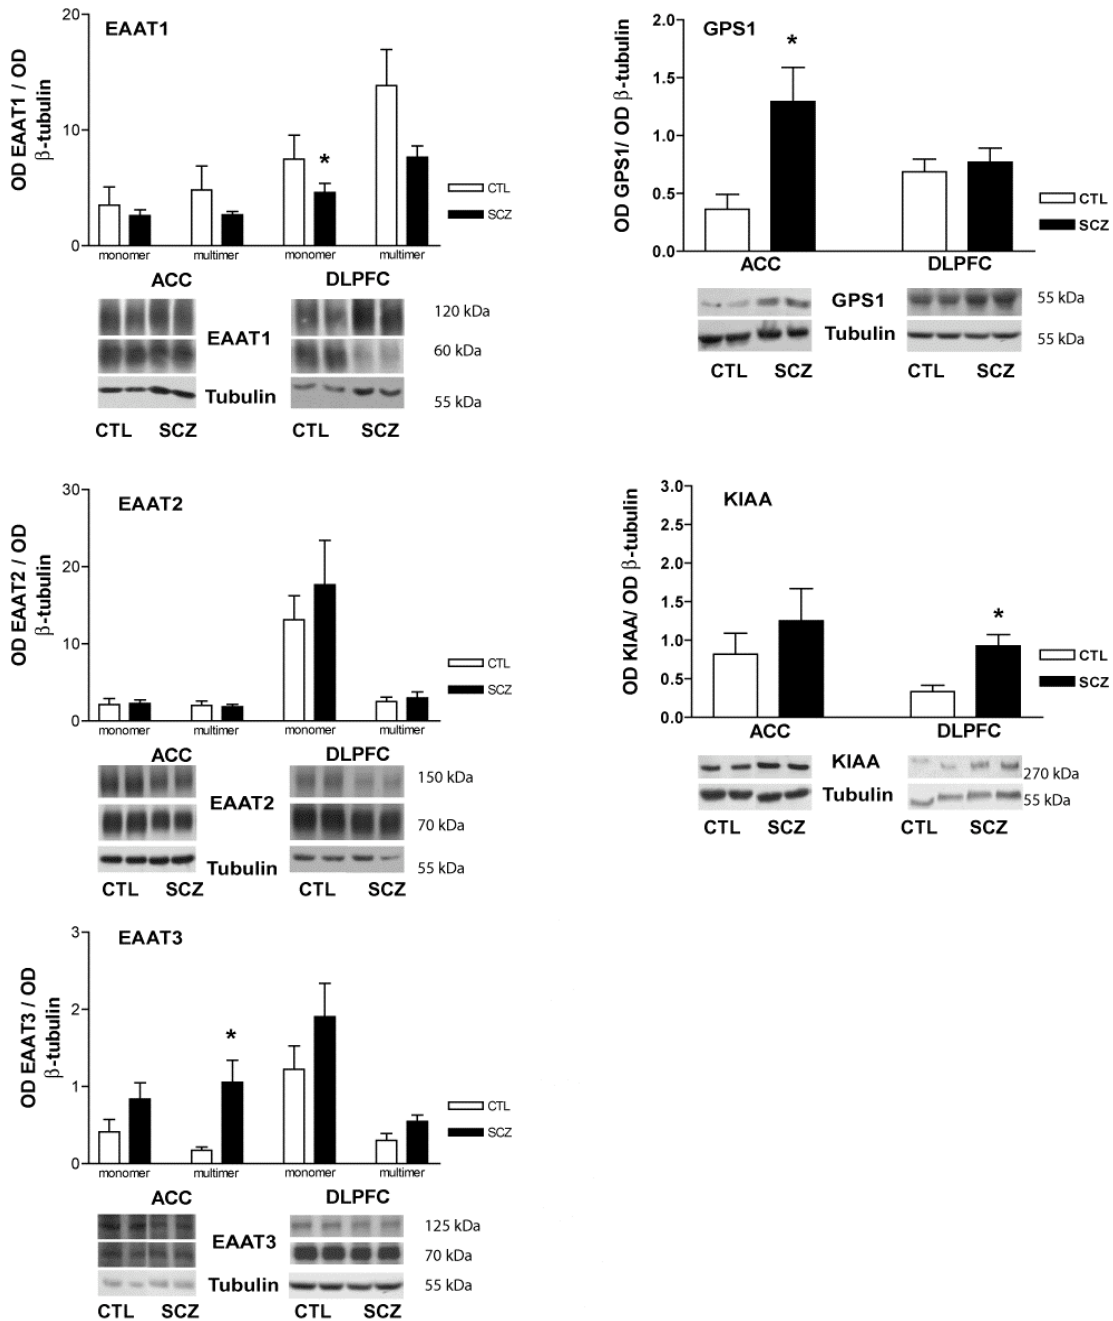 EAAT1
OD EAAT1 / OD
β-tubulin
20
10
0
CTL
SCZ
monomer multimer monomer multimer
ACC DLPFC
120 kDa
EAAT1
60 kDa
Tubulin
55 kDa
CTL SCZ CTL SCZ
GPS1
OD GPS1/ OD β-tubulin
2.0
1.5
1.0
0.5
0.0
*
CTL
SCZ
ACC DLPFC
GPS1 55 kDa
Tubulin 55 kDa
CTL SCZ CTL SCZ
EAAT2
OD EAAT2 / OD
β-tubulin
30
20
10
0
CTL
SCZ
monomer multimer monomer multimer
ACC DLPFC
150 kDa
EAAT2
70 kDa
Tubulin 55 kDa
CTL SCZ CTL SCZ
KIAA
OD KIAA/ OD β-tubulin
3.0
2.5
2.0
1.5
1.0
0.5
0.0
*
CTL
SCZ
ACC DLPFC
KIAA 270 kDa
Tubulin 55 kDa
CTL SCZ CTL SCZ
EAAT3
OD EAAT3 / OD
β-tubulin
3
2
1
0
*
CTL
SCZ
monomer multimer monomer multimer
ACC DLPFC
125 kDa
EAAT3
70 kDa
Tubulin 55 kDa
CTL SCZ CTL SCZ